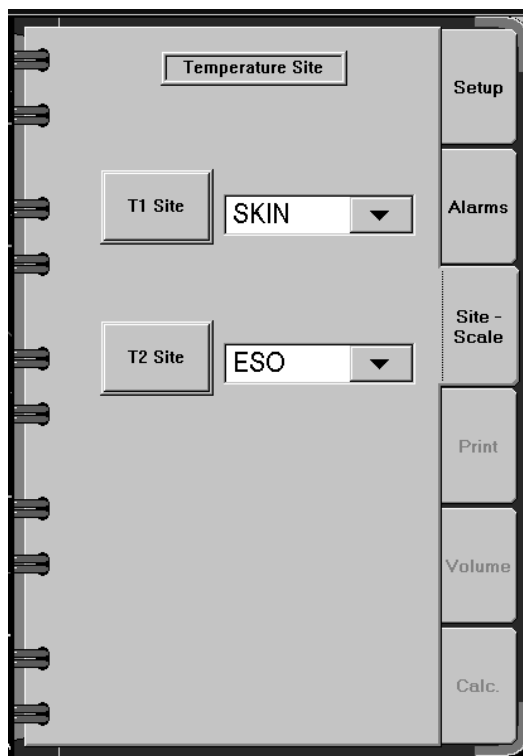 Temperature Site
Setup
T1 Site
SKIN
Alarms
Site -
Scale
T2 Site
ESO
Print
Volume
Calc.